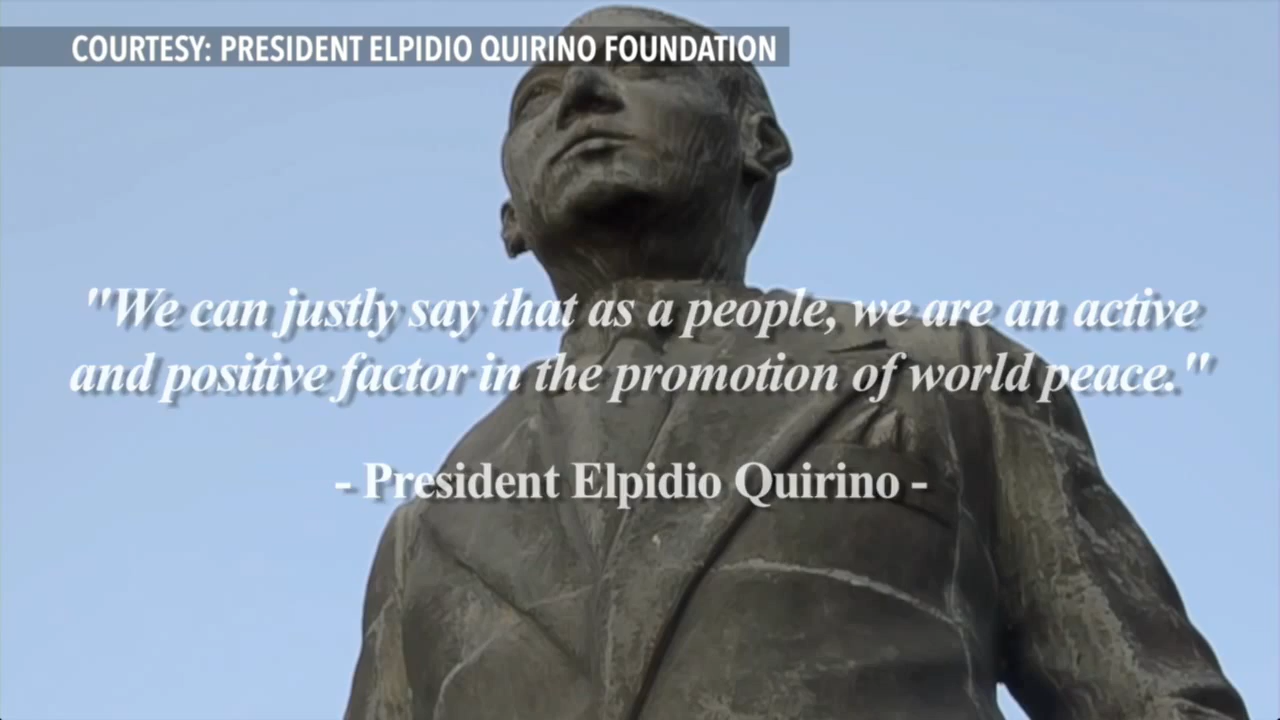 COURTESY: PRESIDENT ELPIDIO QUIRINO FOUNDATION
"We can justly say that as a people, we are an active
and positive factor in the promotion of world peace."
- President Elpidio Quirino -